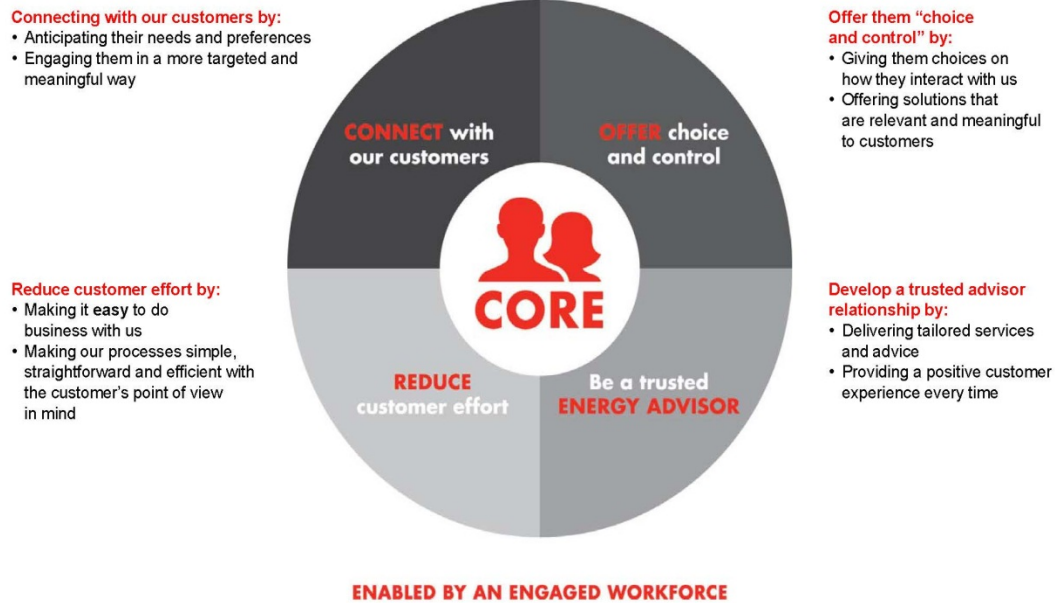 Connecting with our customers by:
• Anticipating their needs and preferences
• Engaging them in a more targeted and
meaningful way
Offer them “choice
and control” by:
• Giving them choices on
how they interact with us
• Offering solutions that
are relevant and meaningful
to customers
CONNECT with
our customers
OFFER choice
and control
CORE
Reduce customer effort by:
• Making it easy to do
business with us
• Making our processes simple,
straightforward and efficient with
the customer’s point of view
in mind
REDUCE
customer effort
Be a trusted
ENERGY ADVISOR
Develop a trusted advisor
relationship by:
• Delivering tailored services
and advice
• Providing a positive customer
experience every time
ENABLED BY AN ENGAGED WORKFORCE